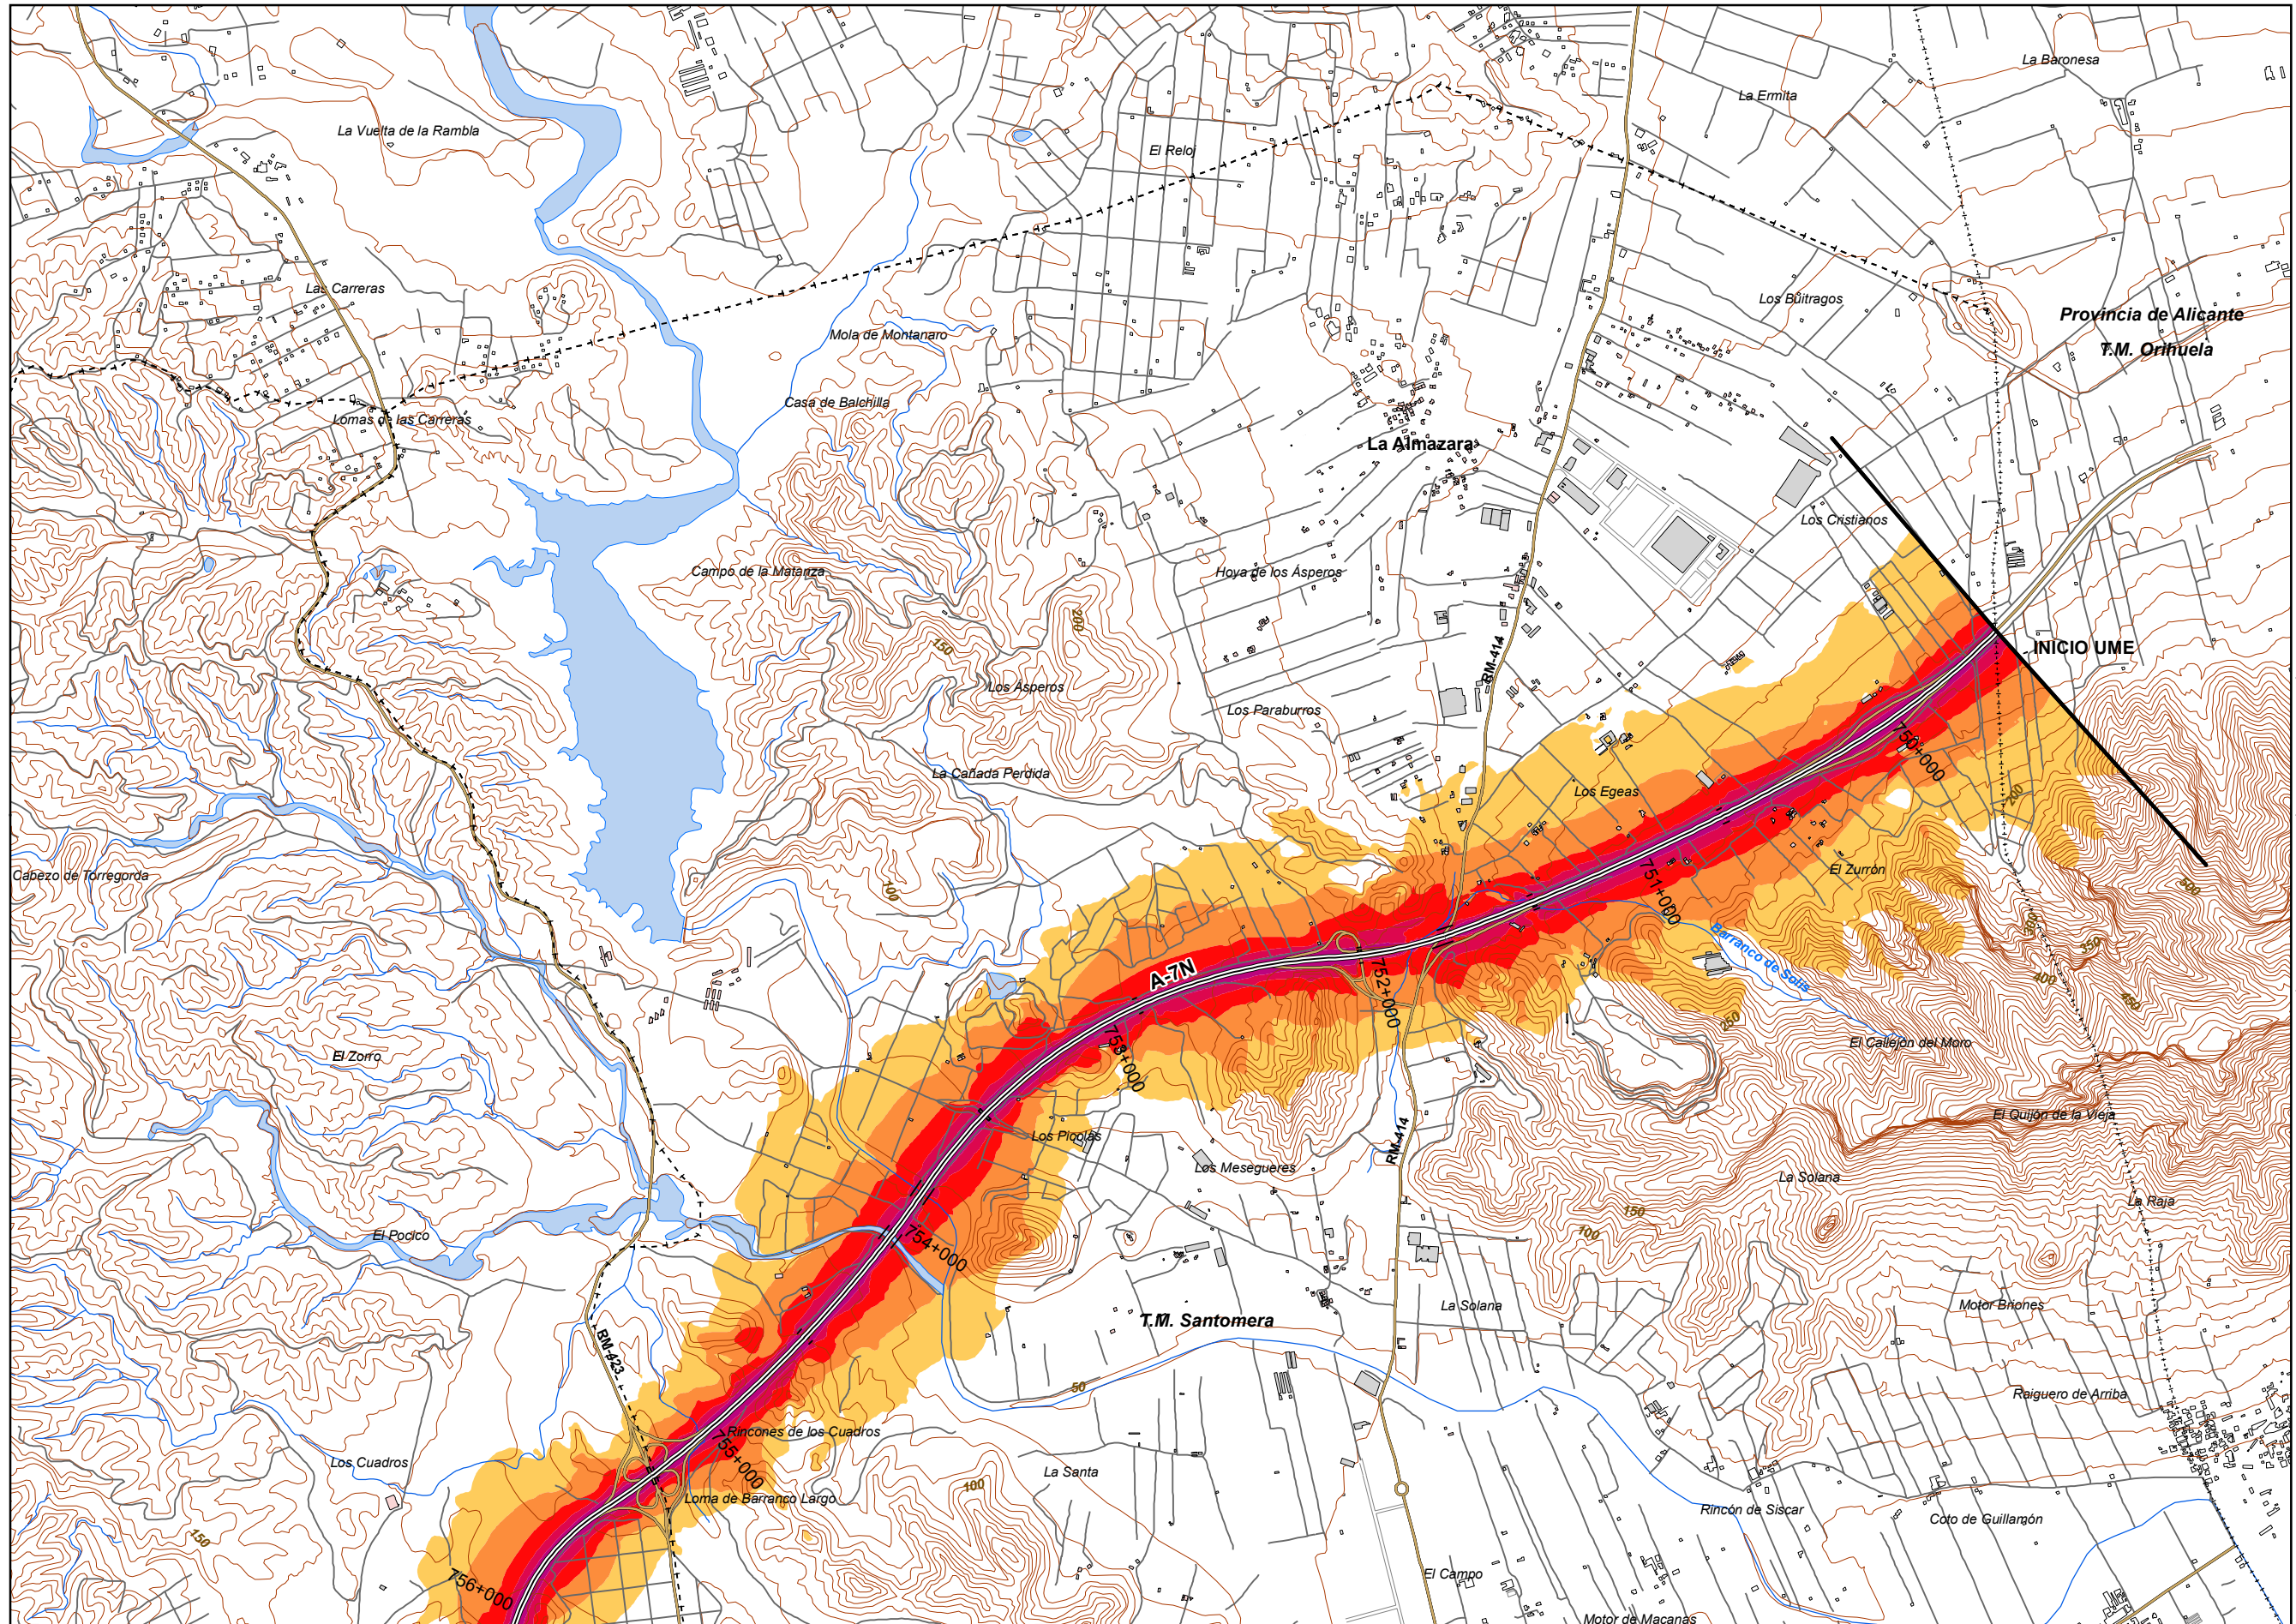 La Baronesa
La Ermita
La Vuelta de la Rambla
El Reloj
Las Carreras
Los Búitragos
Provincia de Alicante
Mola de Montanaro
T.M. Orihuela
Casa de Balchilla
Lomas de las Carreras
La Almazara
Los Cristianos
Campo de la Matanza
Hoya de los Ásperos
200
150
INICIO UME
RM-414
Los Ásperos
Los Paraburros
750+000
La Cañada Perdida
Los Egeas
200
Cabezo de Torregorda
100
El Zurrón
500
751+000
300
350
Barranco de Solís
A-7N
752+000
400
450
250
El Zorro
753+000
El Callejón del Moro
El Quijón de la Vieja
Los Picolás
RM-414
Los Mesegueres
La Solana
La Raja
150
El Pocico
754+000
100
T.M. Santomera
La Solana
Motor Briones
RM-423
50
Raiguero de Arriba
Rincones de los Cuadros
Los Cuadros
755+000
La Santa
100
Loma de Barranco Largo
Rincón de Siscar
Coto de Guillamón
150
El Campo
756+000
Motor de Macanás